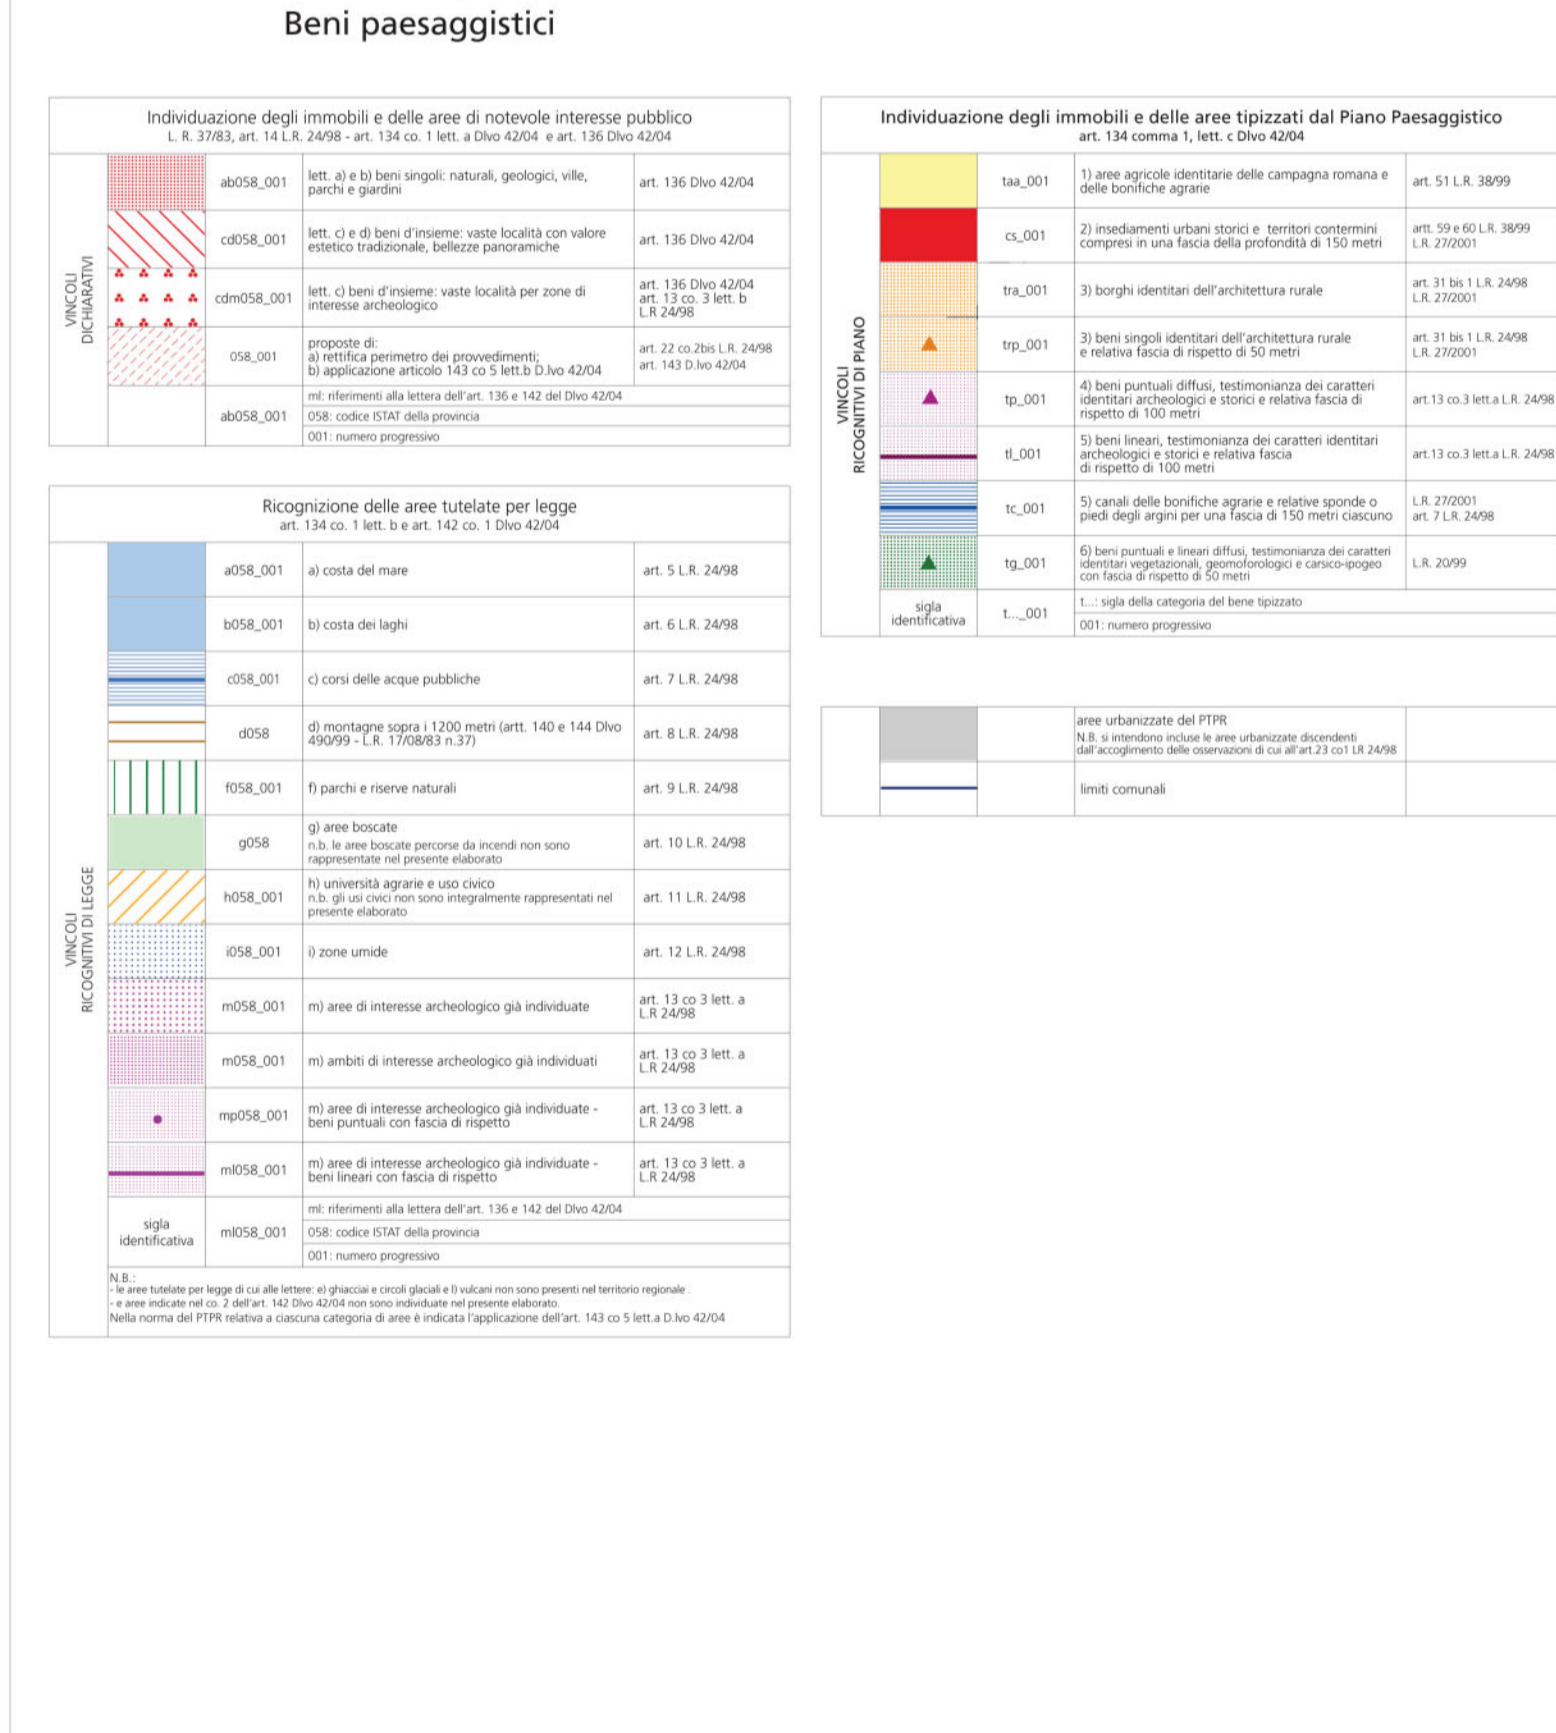 Beni paesaggistici
Individuazione degli immobili e delle aree di notevole interesse pubblico
L. R. 37/83, art. 14 L.R. 24/98 - art. 134 co. 1 lett. a Dlvo 42/04 e art. 136 Dlvo 42/04
VINCOLI
DICHIARATIVI
ab058_001
lett. a) e b) beni singoli: naturali, geologici, ville,
parchi e giardini
art. 136 Dlvo 42/04
cd058_001
lett. c) e d) beni d'insieme: vaste località con valore
estetico tradizionale, bellezze panoramiche
art. 136 Dlvo 42/04
cdm058_001
lett. c) beni d'insieme: vaste località per zone di
interesse archeologico
art. 136 Dlvo 42/04
art. 13 co. 3 lett. b
L.R 24/98
058_001
proposte di:
a) rettifica perimetro dei provvedimenti;
b) applicazione articolo 143 co 5 lett.b D.lvo 42/04
art. 22 co.2bis L.R. 24/98
art. 143 D.lvo 42/04
ab058_001
ml: riferimenti alla lettera dell'art. 136 e 142 del Dlvo 42/04
058: codice ISTAT della provincia
001: numero progressivo
Ricognizione delle aree tutelate per legge
art. 134 co. 1 lett. b e art. 142 co. 1 Dlvo 42/04
VINCOLI
RICOGNITIVI DI LEGGE
a058_001
a) costa del mare
art. 5 L.R. 24/98
b058_001
b) costa dei laghi
art. 6 L.R. 24/98
c058_001
c) corsi delle acque pubbliche
art. 7 L.R. 24/98
d058
d) montagne sopra i 1200 metri (artt. 140 e 144 Dlvo
490/99 - L.R. 17/08/83 n.37)
art. 8 L.R. 24/98
f058_001
f) parchi e riserve naturali
art. 9 L.R. 24/98
g058
g) aree boscate
n.b. le aree boscate percorse da incendi non sono
rappresentate nel presente elaborato
art. 10 L.R. 24/98
h058_001
h) università agrarie e uso civico
n.b. gli usi civici non sono integralmente rappresentati nel
presente elaborato
art. 11 L.R. 24/98
i058_001
i) zone umide
art. 12 L.R. 24/98
m058_001
m) aree di interesse archeologico già individuate
art. 13 co 3 lett. a
L.R 24/98
m058_001
m) ambiti di interesse archeologico già individuati
art. 13 co 3 lett. a
L.R 24/98
mp058_001
m) aree di interesse archeologico già individuate -
beni puntuali con fascia di rispetto
art. 13 co 3 lett. a
L.R 24/98
ml058_001
m) aree di interesse archeologico già individuate -
beni lineari con fascia di rispetto
art. 13 co 3 lett. a
L.R 24/98
sigla
identificativa
ml058_001
ml: riferimenti alla lettera dell'art. 136 e 142 del Dlvo 42/04
058: codice ISTAT della provincia
001: numero progressivo
N.B.:
- le aree tutelate per legge di cui alle lettere: e) ghiacciai e circoli glaciali e l) vulcani non sono presenti nel territorio regionale .
- e aree indicate nel co. 2 dell'art. 142 Dlvo 42/04 non sono individuate nel presente elaborato.
Nella norma del PTPR relativa a ciascuna categoria di aree è indicata l'applicazione dell'art. 143 co 5 lett.a D.lvo 42/04
Individuazione degli immobili e delle aree tipizzati dal Piano Paesaggistico
art. 134 comma 1, lett. c Dlvo 42/04
VINCOLI
RICOGNITIVI DI PIANO
taa_001
1) aree agricole identitarie delle campagna romana e
delle bonifiche agrarie
art. 51 L.R. 38/99
cs_001
2) insediamenti urbani storici e territori contermini
compresi in una fascia della profondità di 150 metri
artt. 59 e 60 L.R. 38/99
L.R. 27/2001
tra_001
3) borghi identitari dell'architettura rurale
art. 31 bis 1 L.R. 24/98
L.R. 27/2001
trp_001
3) beni singoli identitari dell'architettura rurale
e relativa fascia di rispetto di 50 metri
art. 31 bis 1 L.R. 24/98
L.R. 27/2001
tp_001
4) beni puntuali diffusi, testimonianza dei caratteri
identitari archeologici e storici e relativa fascia di
rispetto di 100 metri
art.13 co.3 lett.a L.R. 24/98
tl_001
5) beni lineari, testimonianza dei caratteri identitari
archeologici e storici e relativa fascia
di rispetto di 100 metri
art.13 co.3 lett.a L.R. 24/98
tc_001
5) canali delle bonifiche agrarie e relative sponde o
piedi degli argini per una fascia di 150 metri ciascuno
L.R. 27/2001
art. 7 L.R. 24/98
tg_001
6) beni puntuali e lineari diffusi, testimonianza dei caratteri
identitari vegetazionali, geomoforologici e carsico-ipogeo
con fascia di rispetto di 50 metri
L.R. 20/99
sigla
identificativa
t..._001
t...: sigla della categoria del bene tipizzato
001: numero progressivo
aree urbanizzate del PTPR
N.B. si intendono incluse le aree urbanizzate discendenti
dall'accoglimento delle osservazioni di cui all'art.23 co1 LR 24/98
limiti comunali